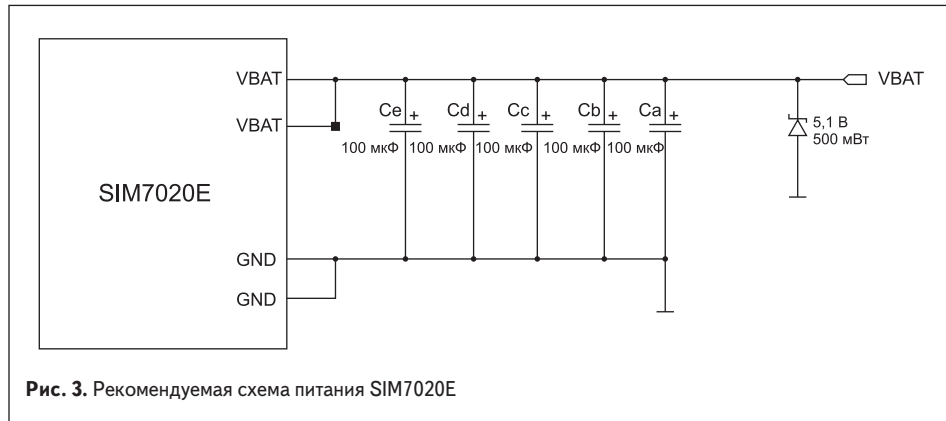 VBAT
VBAT
Ce + Cd + Cc + Cb + Ca +
100 мкФ 100 мкФ 100 мкФ 100 мкФ 100 мкФ
5,1 В
500 мВт
VBAT
SIM7020E
GND
GND
Рис. 3. Рекомендуемая схема питания SIM7020E